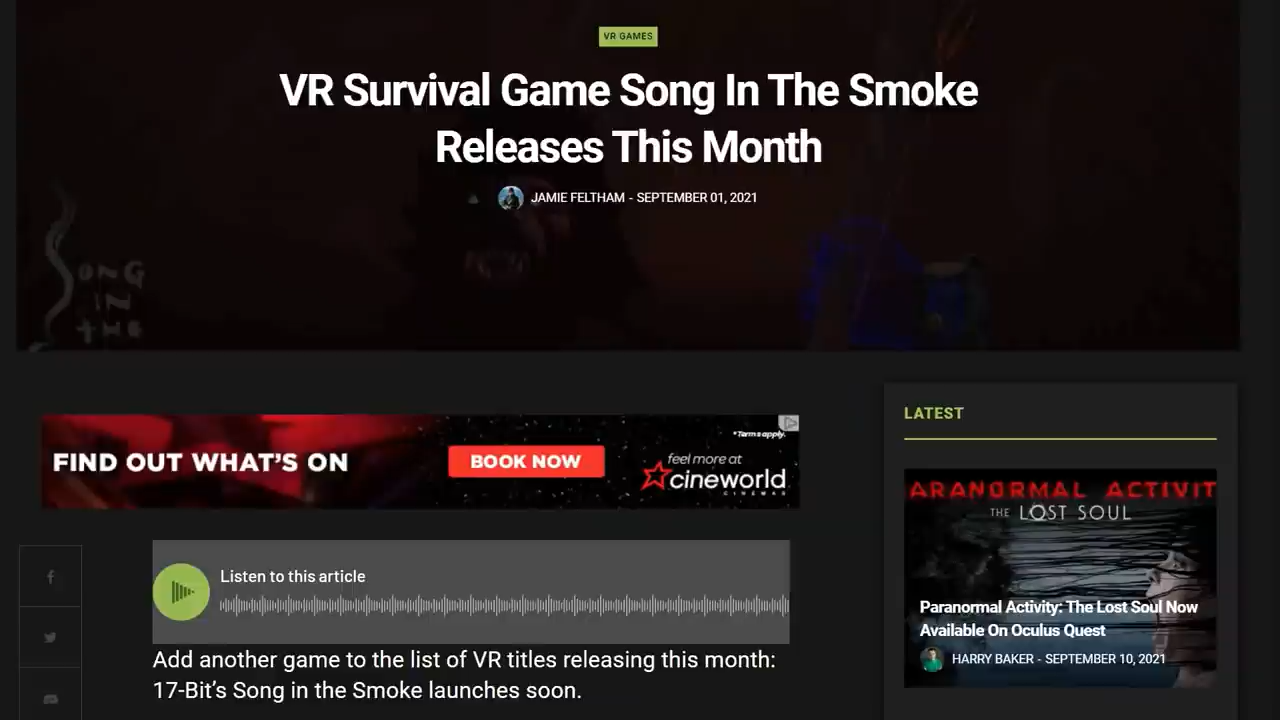 VR GAMES
VR Survival Game Song In The Smoke
Releases This Month
JAMIE FELTHAM - SEPTEMBER 01, 2021
SONG
IN
THE
FIND OUT WHAT'S ON
BOOK NOW
*Terms apply.
feel more at
cineworld
CINEMAS
Listen to this article
Add another game to the list of VR titles releasing this month:
17-Bit's Song in the Smoke launches soon.
LATEST
ARANORMAL ACTIVIT
THE LOST SOUL
Paranormal Activity: The Lost Soul Now
Available On Oculus Quest
HARRY BAKER - SEPTEMBER 10, 2021